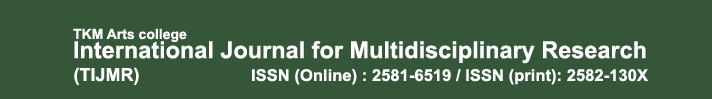 TKM Arts college
International Journal for Multidisciplinary Research
(TIJMR) ISSN (Online) : 2581-6519 / ISSN (print): 2582-130X